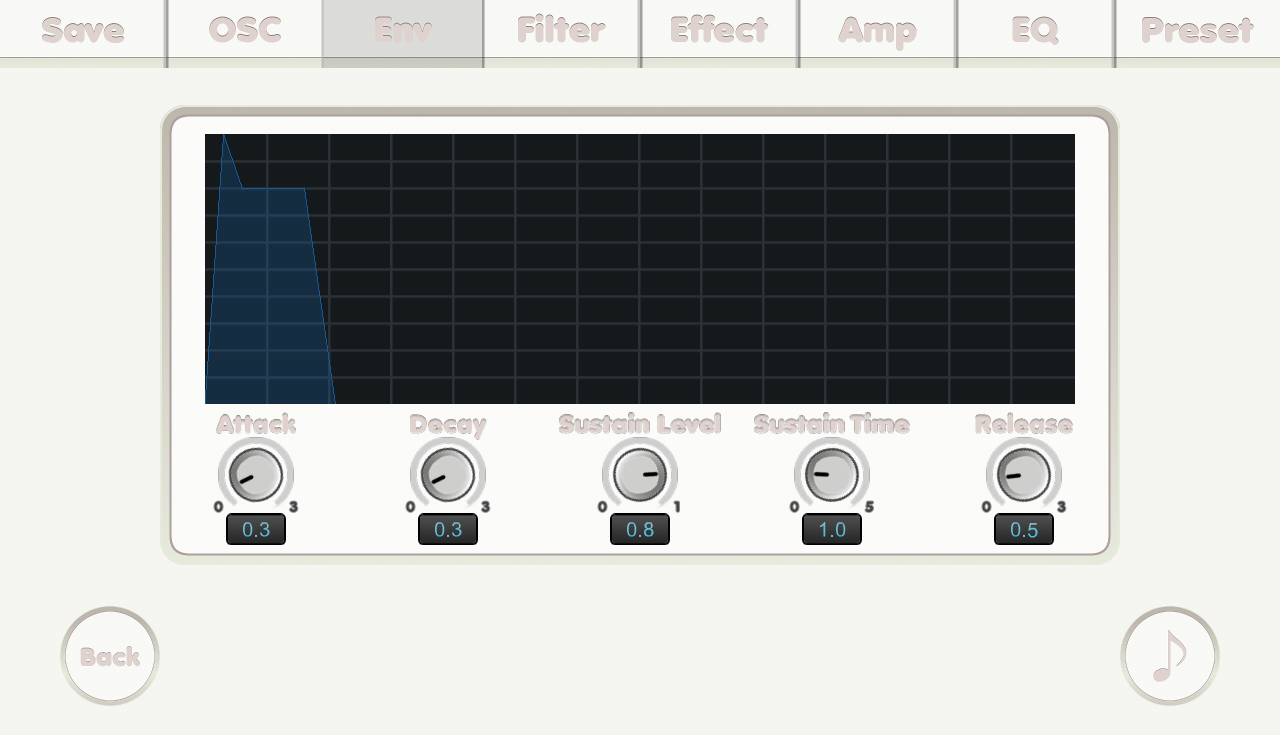 Save OSC Env Filter Effect Amp EQ Preset
Attack Decay Sustain Level Sustain Time Release
0 3 0 3 0 1 0 5 0 3
0.3 0.3 0.8 1.0 0.5
Back